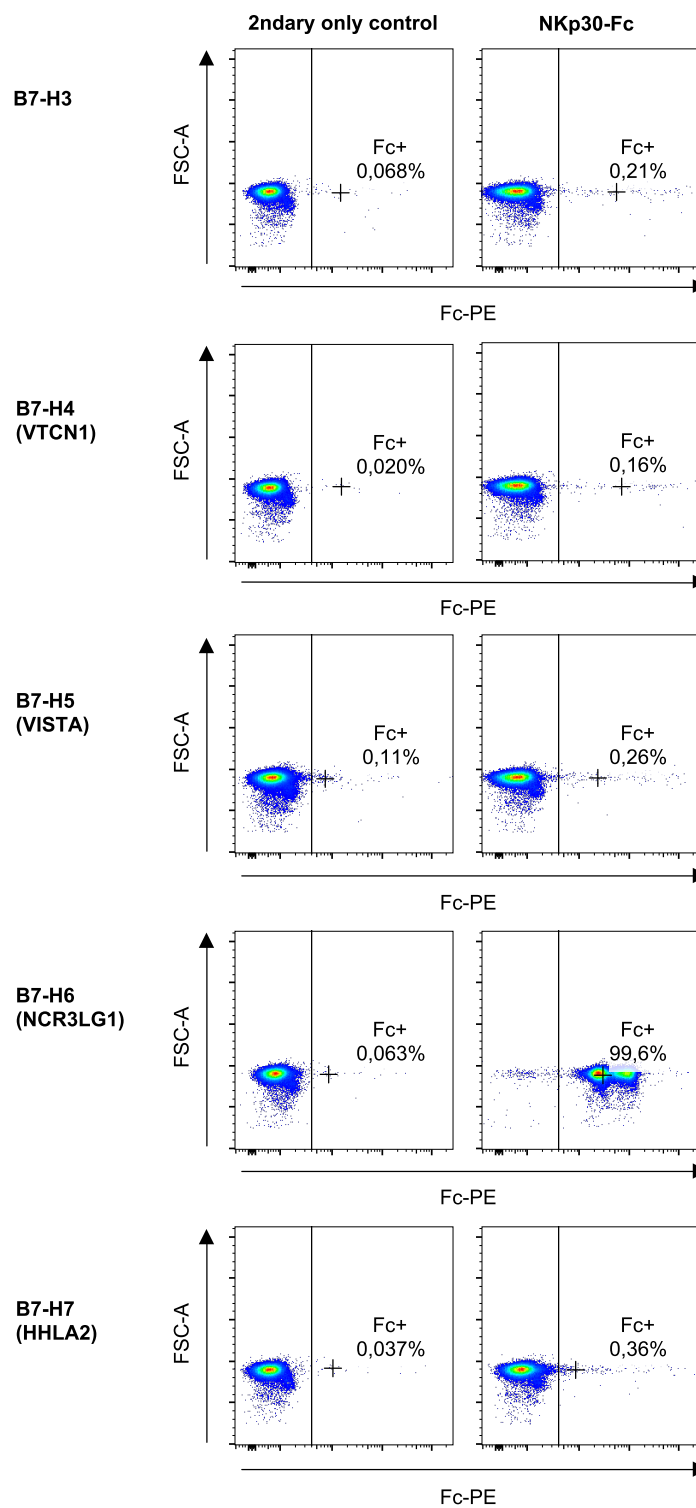 2ndary only control
NKp30-Fc
B7-H3
FSC-A
Fc+
0,068%
Fc+
0,21%
Fc-PE
B7-H4
(VTCN1)
FSC-A
Fc+
0,020%
Fc+
0,16%
Fc-PE
B7-H5
(VISTA)
FSC-A
Fc+
0,11%
Fc+
0,26%
Fc-PE
B7-H6
(NCR3LG1)
FSC-A
Fc+
0,063%
Fc+
99,6%
Fc-PE
B7-H7
(HHLA2)
FSC-A
Fc+
0,037%
Fc+
0,36%
Fc-PE